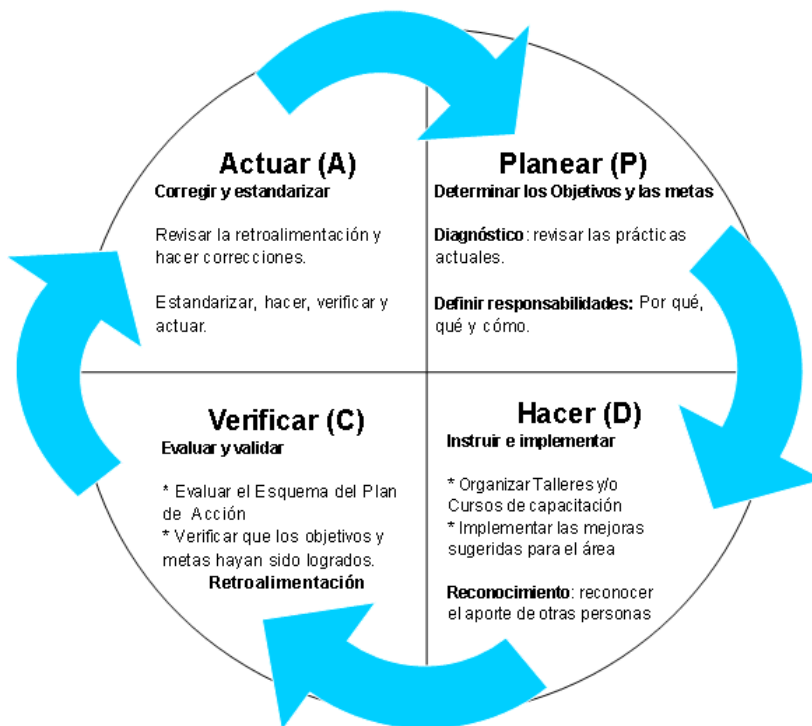 Actuar (A)
Corregir y estandarizar
Revisar la retroalimentación y
hacer correcciones.
Estandarizar, hacer, verificar y
actuar.
Planear (P)
Determinar los Objetivos y las metas
Diagnóstico: revisar las prácticas
actuales.
Definir responsabilidades: Por qué,
qué y cómo.
Verificar (C)
Evaluar y validar
* Evaluar el Esquema del Plan
de Acción
* Verificar que los objetivos y
metas hayan sido logrados.
Retroalimentación
Hacer (D)
Instruir e implementar
* Organizar Talleres y/o
Cursos de capacitación
* Implementar las mejoras
sugeridas para el área
Reconocimiento: reconocer
el aporte de otras personas